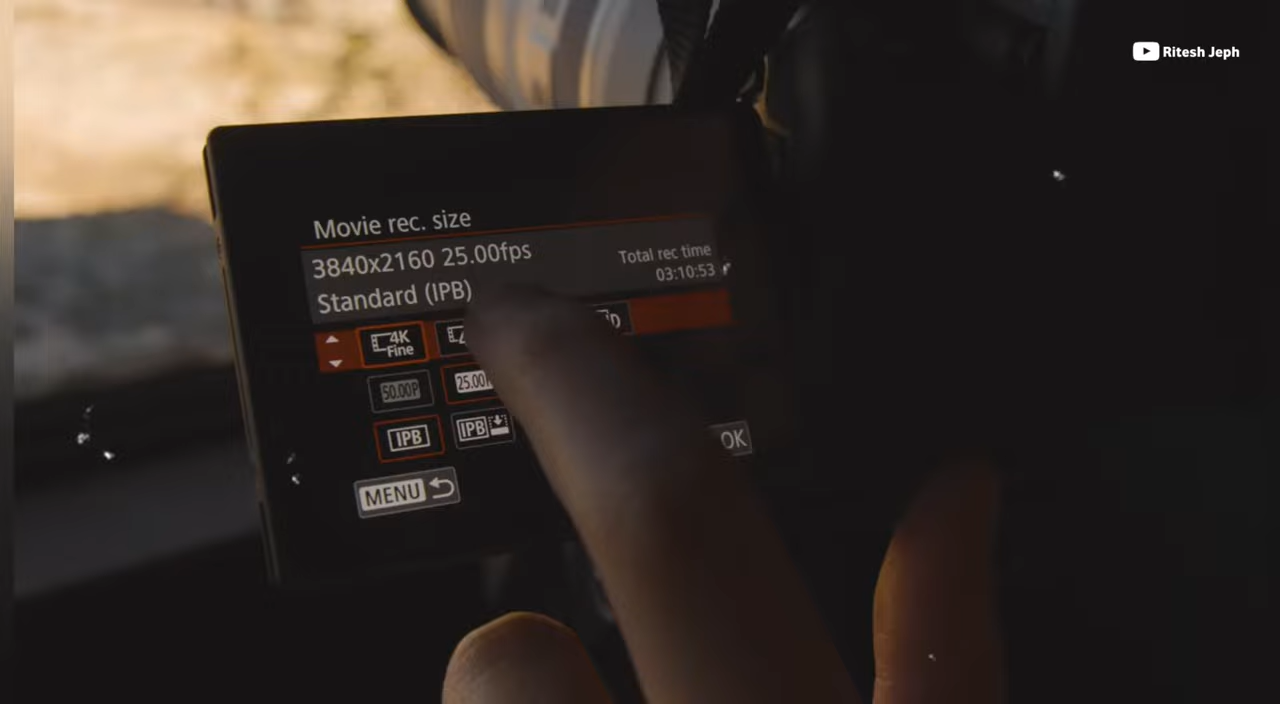 Ritesh Jeph
Movie rec. size
3840x2160 25.00fps
Standard (IPB)
Total rec time
03:10:53
4K
Fine
50.00P
25.00
IPB
IPB
OK
MENU